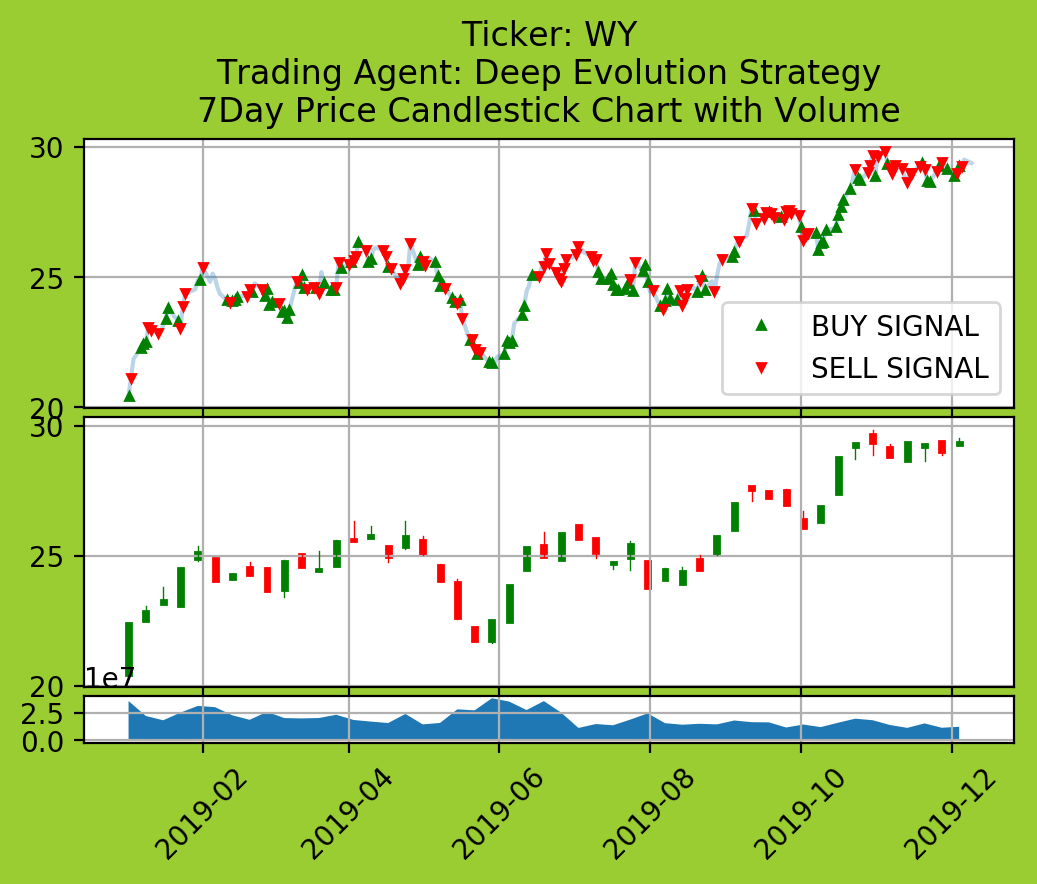 Ticker: WY
Trading Agent: Deep Evolution Strategy
7Day Price Candlestick Chart with Volume
30
25
20
BUY SIGNAL
SELL SIGNAL
30
25
20
1e7
2.5
0.0
2019-02
2019-04
2019-06
2019-08
2019-10
2019-12